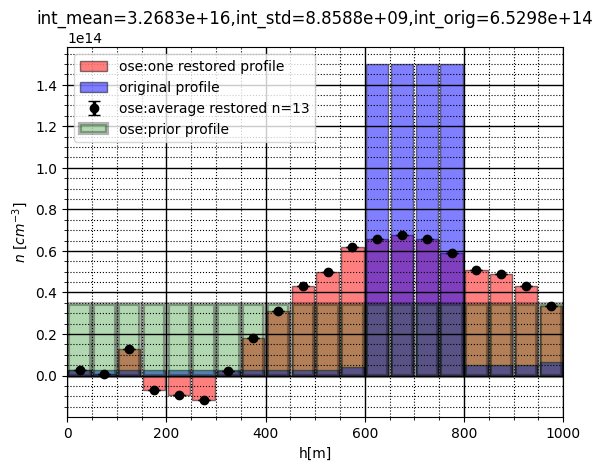 int_mean=3.2683e+16,int_std=8.8588e+09,int_orig=6.5298e+14
1e14
ose:one restored profile
original profile
ose:average restored n=13
ose:prior profile
1.4
1.2
1.0
0.8
0.6
0.4
0.2
0.0
n [cm⁻³]
0 200 400 600 800 1000
h[m]